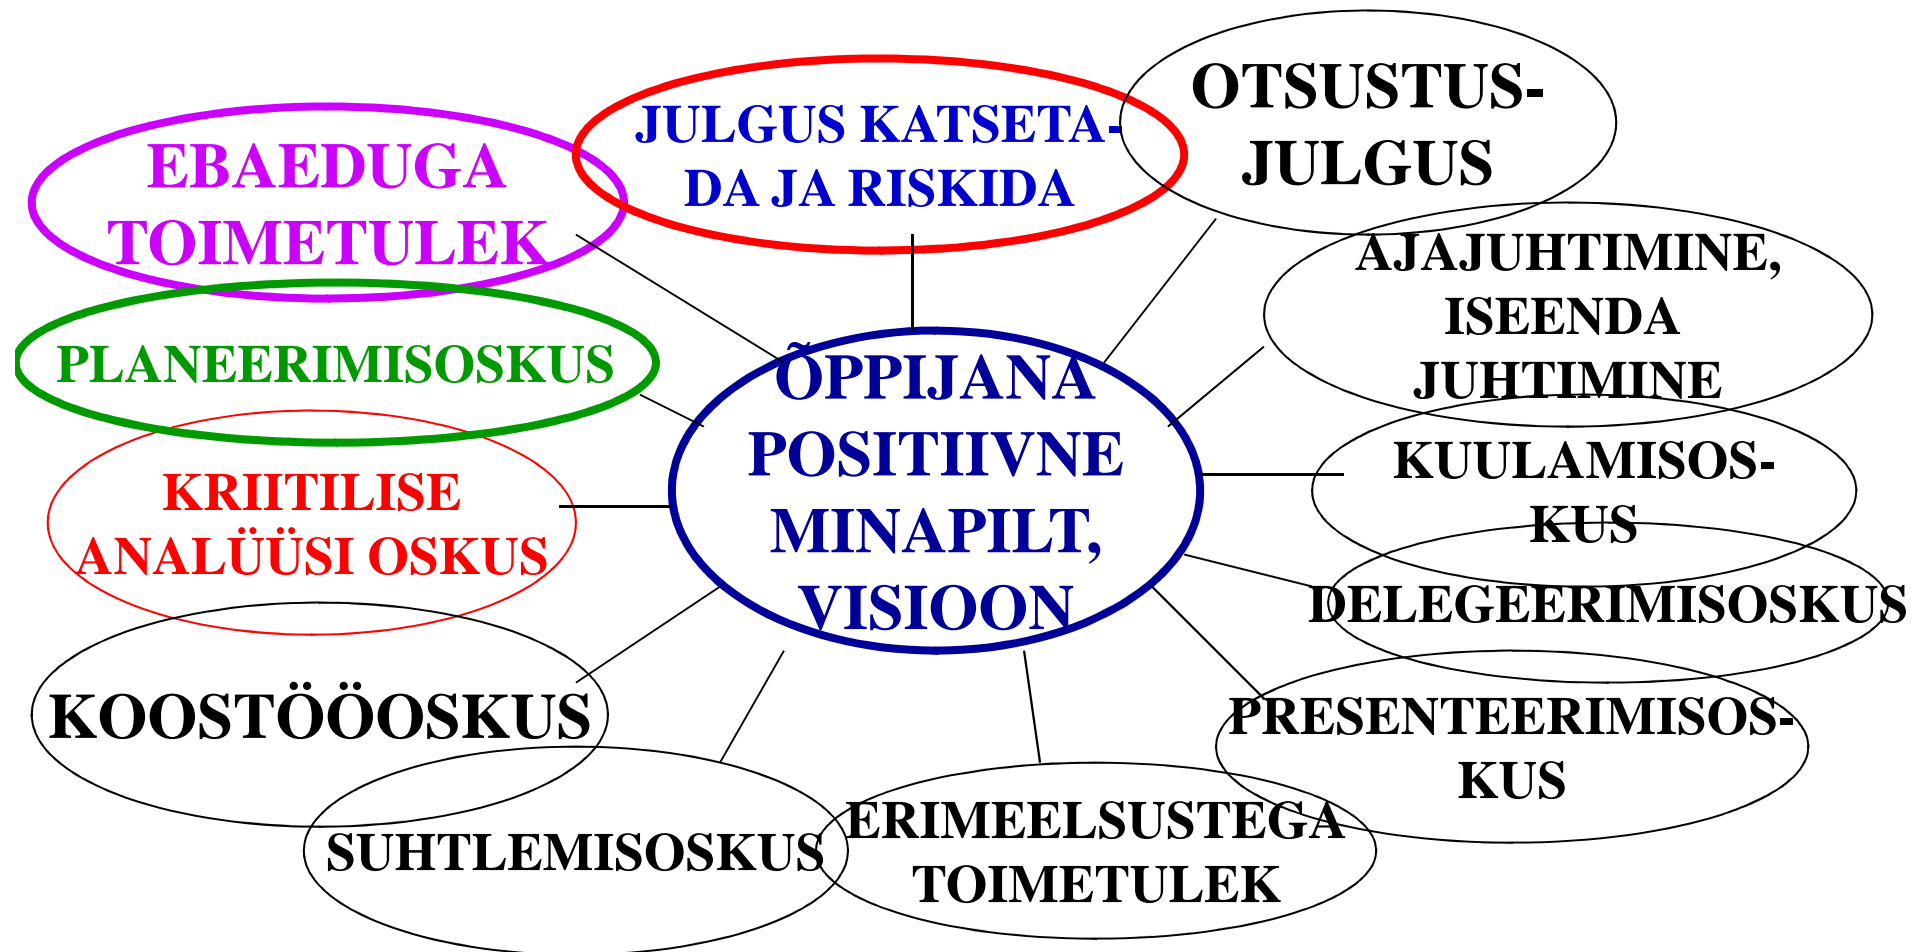 EBAEDUGA
TOIMETULEK
JULGUS KATSETA-
DA JA RISKIDA
OTSUSTUS-
JULGUS
AJAJUHTIMINE,
ISEENDA
JUHTIMINE
PLANEERIMISOSKUS
ÕPPIJANA
POSITIIVNE
MINAPILT,
VISIOON
KRIITILISE
ANALÜÜSI OSKUS
KUULAMISOS-
KUS
DELEGEERIMISOSKUS
KOOSTÖÖOSKUS
PRESENTEERIMISOS-
KUS
SUHTLEMISOSKUS
ERIMEELSUSTEGA
TOIMETULEK